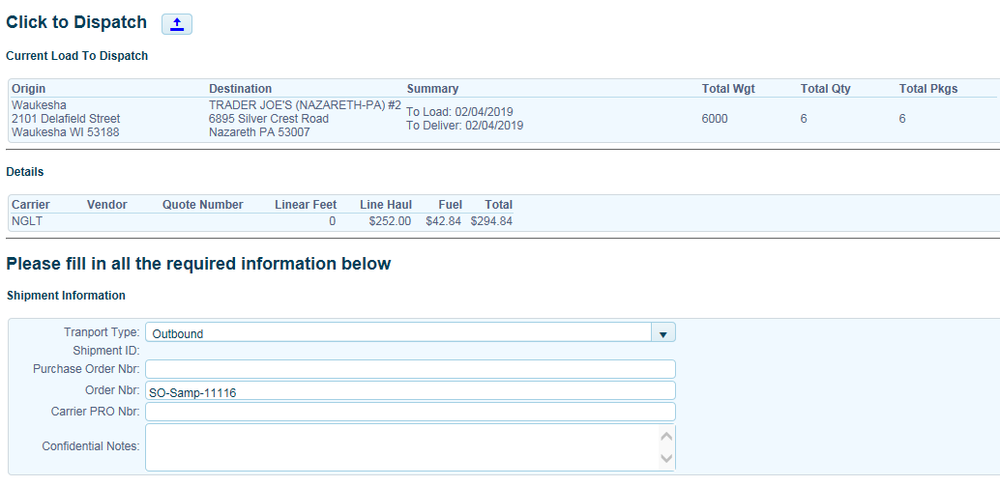 Click to Dispatch
Current Load To Dispatch
Origin Destination Summary Total Wgt Total Qty Total Pkgs
Waukesha TRADER JOE'S (NAZARETH-PA) #2
2101 Delafield Street 6895 Silver Crest Road To Load: 02/04/2019 6000 6 6
Waukesha WI 53188 Nazareth PA 53007 To Deliver: 02/04/2019
Details
Carrier Vendor Quote Number Linear Feet Line Haul Fuel Total
NGLT 0 $252.00 $42.84 $294.84
Please fill in all the required information below
Shipment Information
Tranport Type: Outbound
Shipment ID:
Purchase Order Nbr:
Order Nbr: SO-Samp-11116
Carrier PRO Nbr:
Confidential Notes: